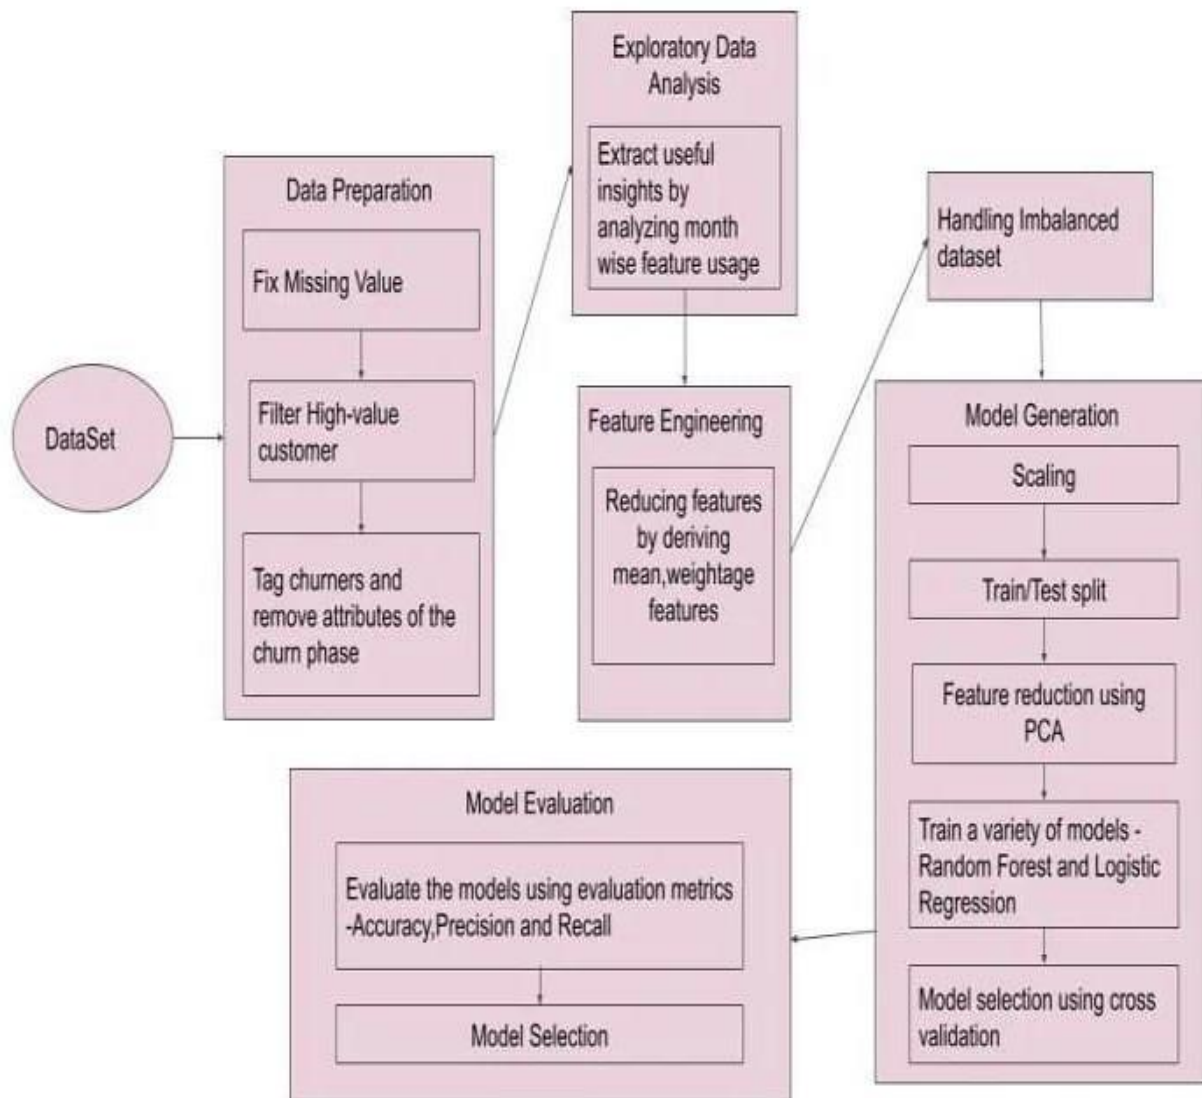 DataSet
Data Preparation
Fix Missing Value
Filter High-value
customer
Tag churners and
remove attributes of the
churn phase
Exploratory Data
Analysis
Extract useful
insights by
analyzing month
wise feature usage
Feature Engineering
Reducing features
by deriving
mean,weightage
features
Handling Imbalanced
dataset
Model Generation
Scaling
Train/Test split
Feature reduction using
PCA
Train a variety of models -
Random Forest and Logistic
Regression
Model selection using cross
validation
Model Evaluation
Evaluate the models using evaluation metrics
-Accuracy,Precision and Recall
Model Selection